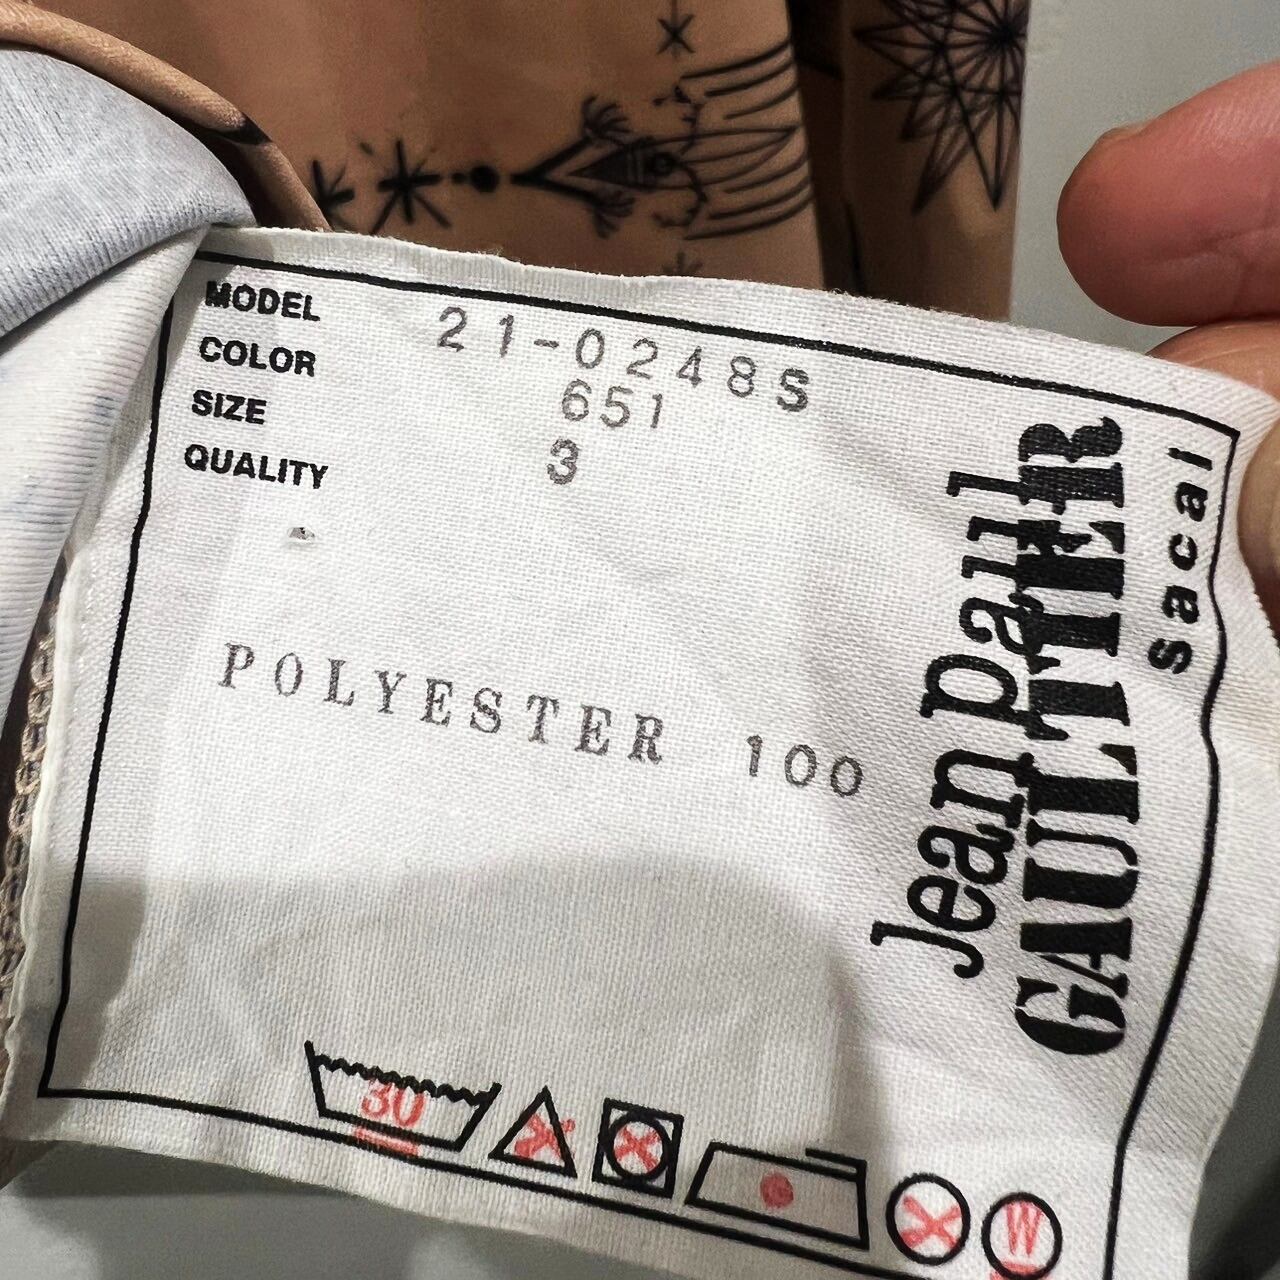 MODEL 21-0248S
COLOR 651
SIZE 3
QUALITY
POLYESTER 100
Jean Paul
GAULTIER
sacai
30
W